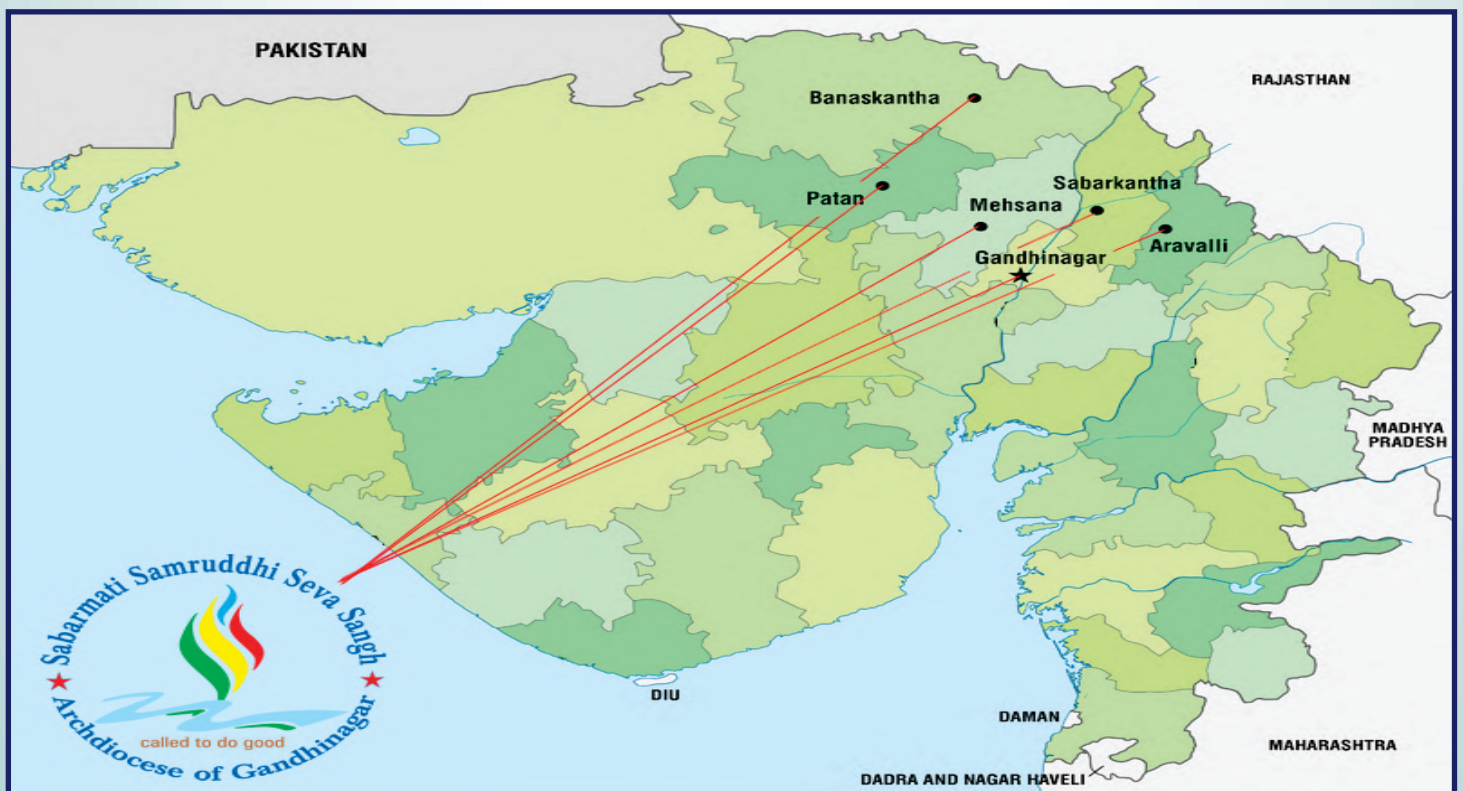 PAKISTAN
RAJASTHAN
Banaskantha
Sabarkantha
Patan
Mehsana
Aravalli
Gandhinagar
MADHYA
PRADESH
Sabarmati Samruddhi Seva Sangh
called to do good
Archdiocese of Gandhinagar
DIU
DAMAN
MAHARASHTRA
DADRA AND NAGAR HAVELI